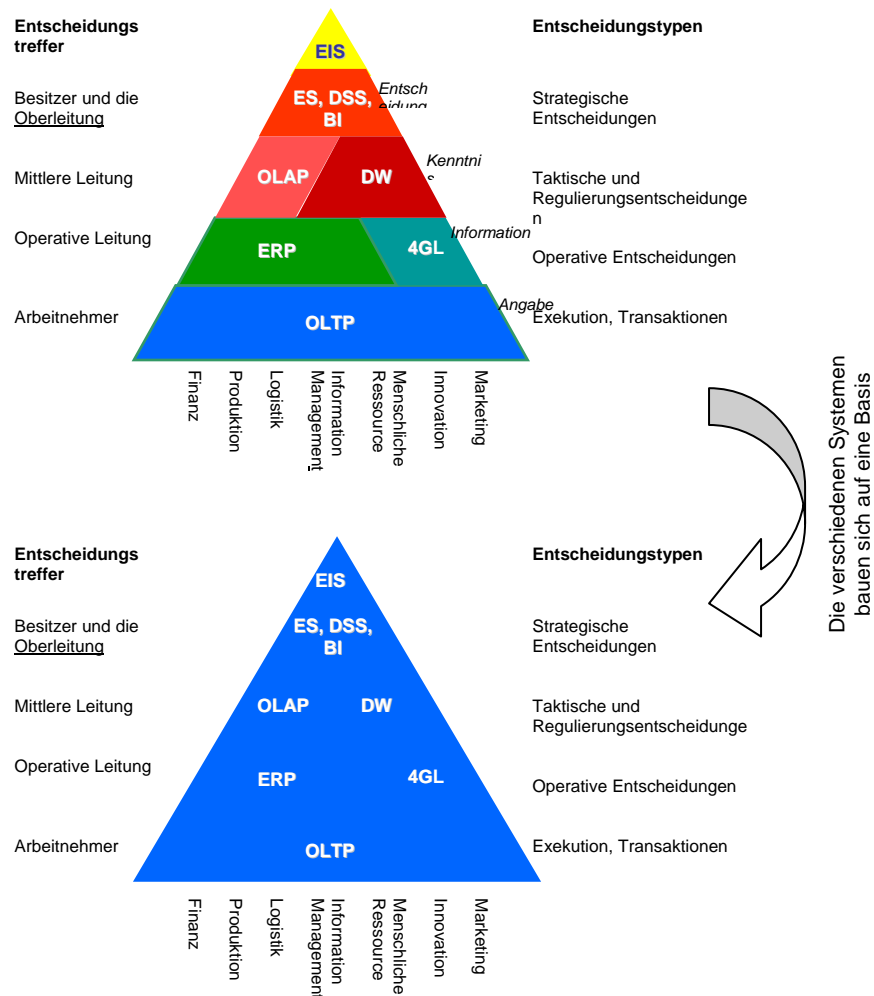 Entscheidungs
treffer
Entscheidungstypen
EIS
Besitzer und die
Oberleitung
ES, DSS,
BI
Entsch
eidung
Strategische
Entscheidungen
Mittlere Leitung
OLAP
DW
Kenntni
s
Taktische und
Regulierungsentscheidunge
n
Operative Leitung
ERP
4GL
Information
Operative Entscheidungen
Arbeitnehmer
OLTP
Angabe
Exekution, Transaktionen
Finanz
Produktion
Logistik
Information
Management
Menschliche
Ressource
Innovation
Marketing
Die verschiedenen Systemen
bauen sich auf eine Basis
Entscheidungs
treffer
Entscheidungstypen
EIS
Besitzer und die
Oberleitung
ES, DSS,
BI
Strategische
Entscheidungen
Mittlere Leitung
OLAP
DW
Taktische und
Regulierungsentscheidunge
Operative Leitung
ERP
4GL
Operative Entscheidungen
Arbeitnehmer
OLTP
Exekution, Transaktionen
Finanz
Produktion
Logistik
Information
Management
Menschliche
Ressource
Innovation
Marketing